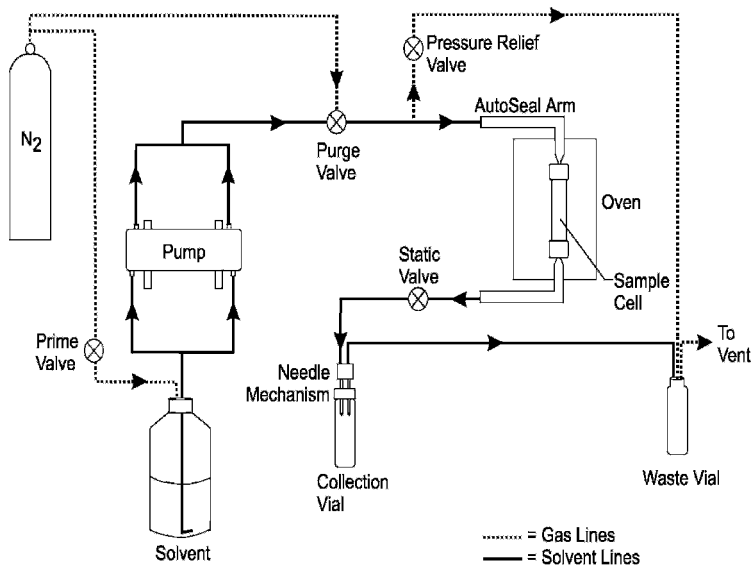 Pressure Relief
Valve
AutoSeal Arm
N2
Purge
Valve
Oven
Pump
Static
Valve
Sample
Cell
Prime
Valve
To
Vent
Needle
Mechanism
Collection
Vial
Waste Vial
Solvent
= Gas Lines
= Solvent Lines